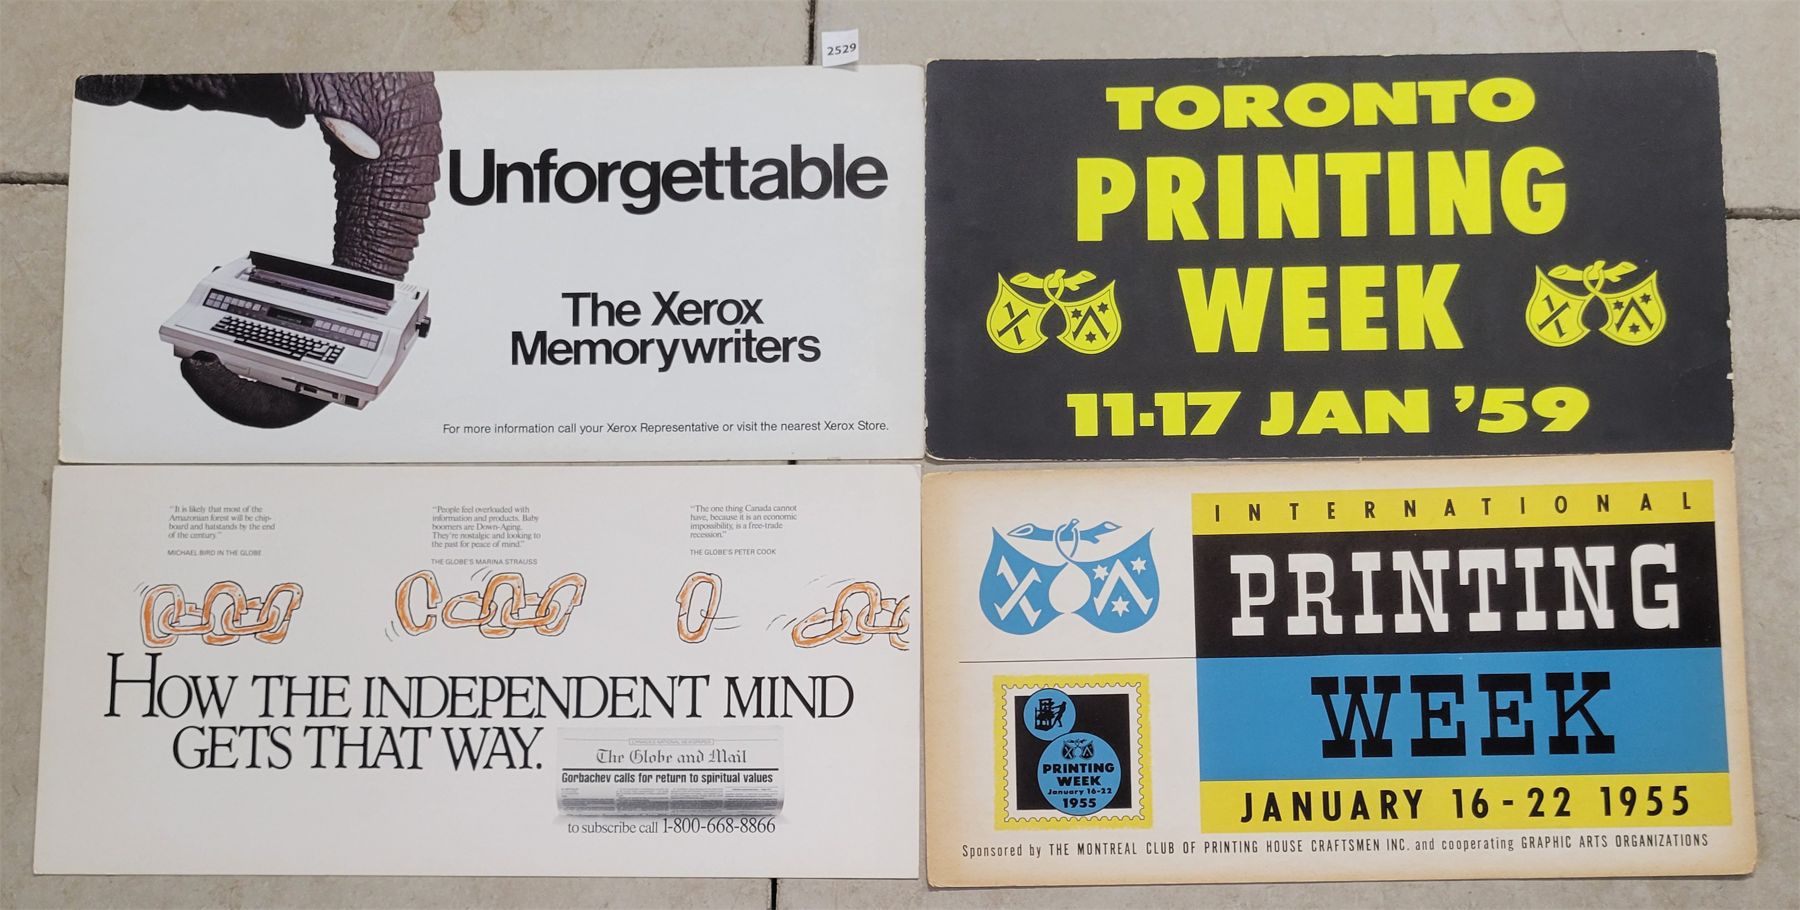 2529
Unforgettable
The Xerox
Memorywriters
For more information call your Xerox Representative or visit the nearest Xerox Store.
TORONTO
PRINTING
WEEK
11-17 JAN '59
"It is likely that most of the
Amazonian forest will be chip-
board and hatstands by the end
of the century."
MICHAEL BIRD IN THE GLOBE
"People feel overloaded with
information and products. Baby
boomers are Down-Aging.
They're nostalgic and looking to
the past for peace of mind."
THE GLOBE'S MARINA STRAUSS
"The one thing Canada cannot
have, because it is an economic
impossibility, is a free-trade
recession."
THE GLOBE'S PETER COOK
HOW THE INDEPENDENT MIND
GETS THAT WAY.
CANADA'S NATIONAL NEWSPAPER
The Globe and Mail
Gorbachev calls for return to spiritual values
to subscribe call 1-800-668-8866
INTERNATIONAL
PRINTING
WEEK
JANUARY 16-22 1955
PRINTING
WEEK
January 16-22
1955
Sponsored by THE MONTREAL CLUB OF PRINTING HOUSE CRAFTSMEN INC. and cooperating GRAPHIC ARTS ORGANIZATIONS